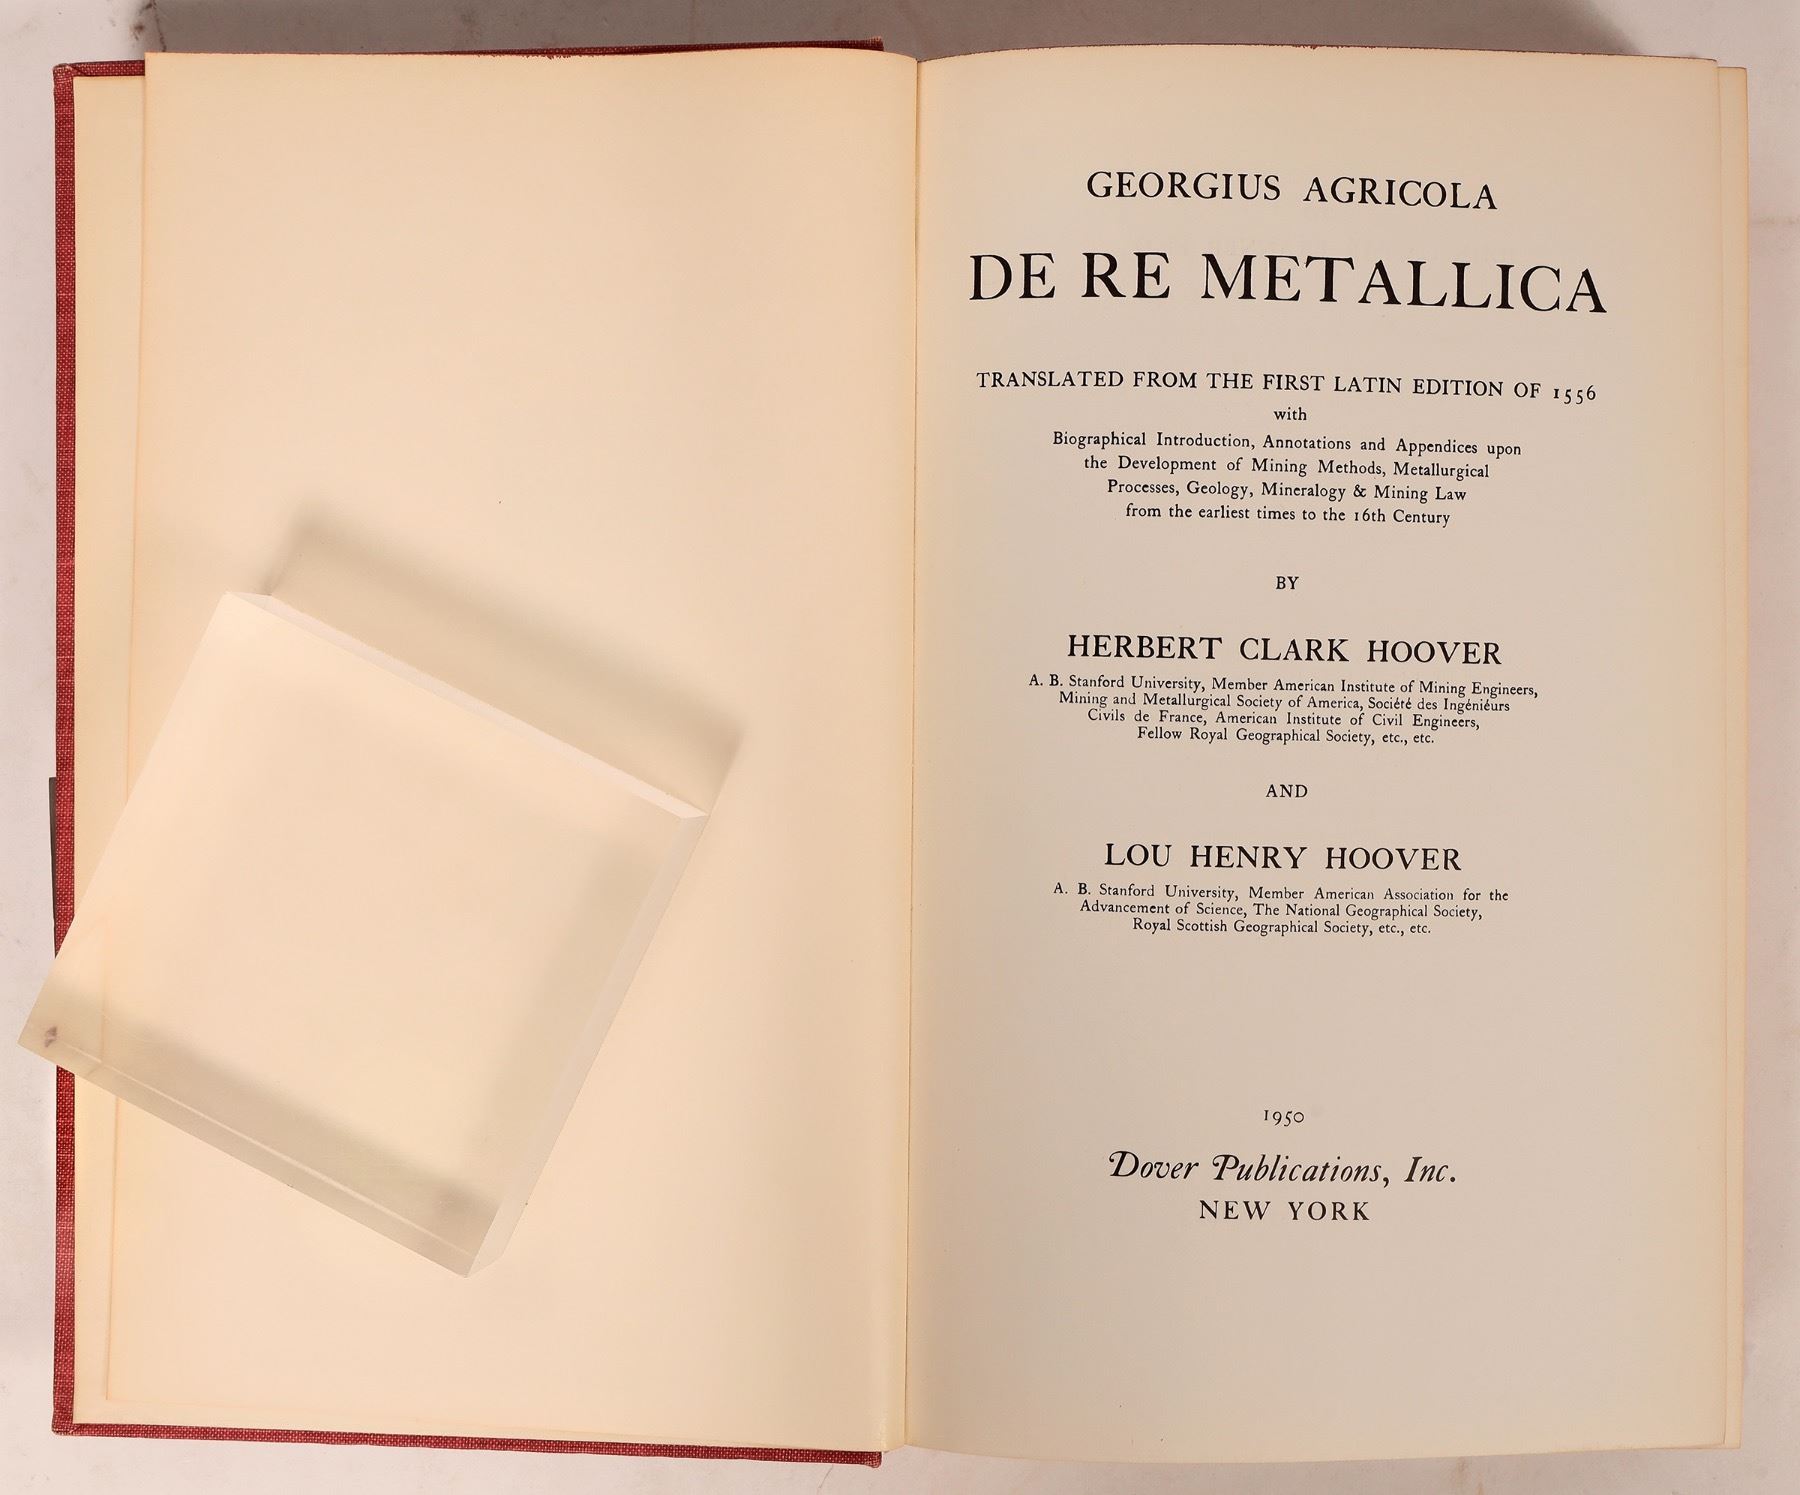 GEORGIUS AGRICOLA
DE RE METALLICA
TRANSLATED FROM THE FIRST LATIN EDITION OF 1556
with
Biographical Introduction, Annotations and Appendices upon
the Development of Mining Methods, Metallurgical
Processes, Geology, Mineralogy & Mining Law
from the earliest times to the 16th Century
BY
HERBERT CLARK HOOVER
A. B. Stanford University, Member American Institute of Mining Engineers,
Mining and Metallurgical Society of America, Société des Ingéniéurs
Civils de France, American Institute of Civil Engineers,
Fellow Royal Geographical Society, etc., etc.
AND
LOU HENRY HOOVER
A. B. Stanford University, Member American Association for the
Advancement of Science, The National Geographical Society,
Royal Scottish Geographical Society, etc., etc.
1950
Dover Publications, Inc.
NEW YORK